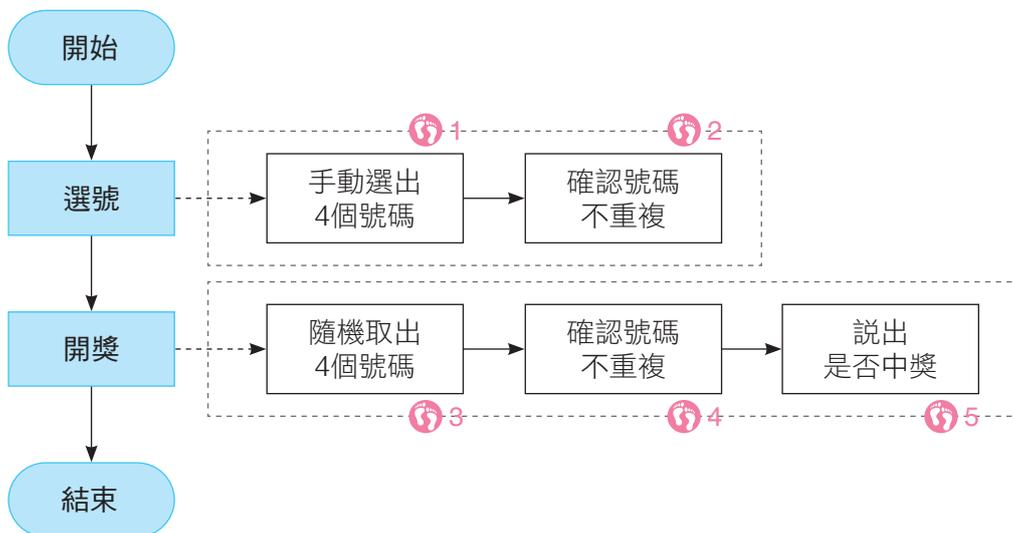 開始
選號
1
手動選出
4個號碼
2
確認號碼
不重複
開獎
隨機取出
4個號碼
3
確認號碼
不重複
4
説出
是否中獎
5
結束